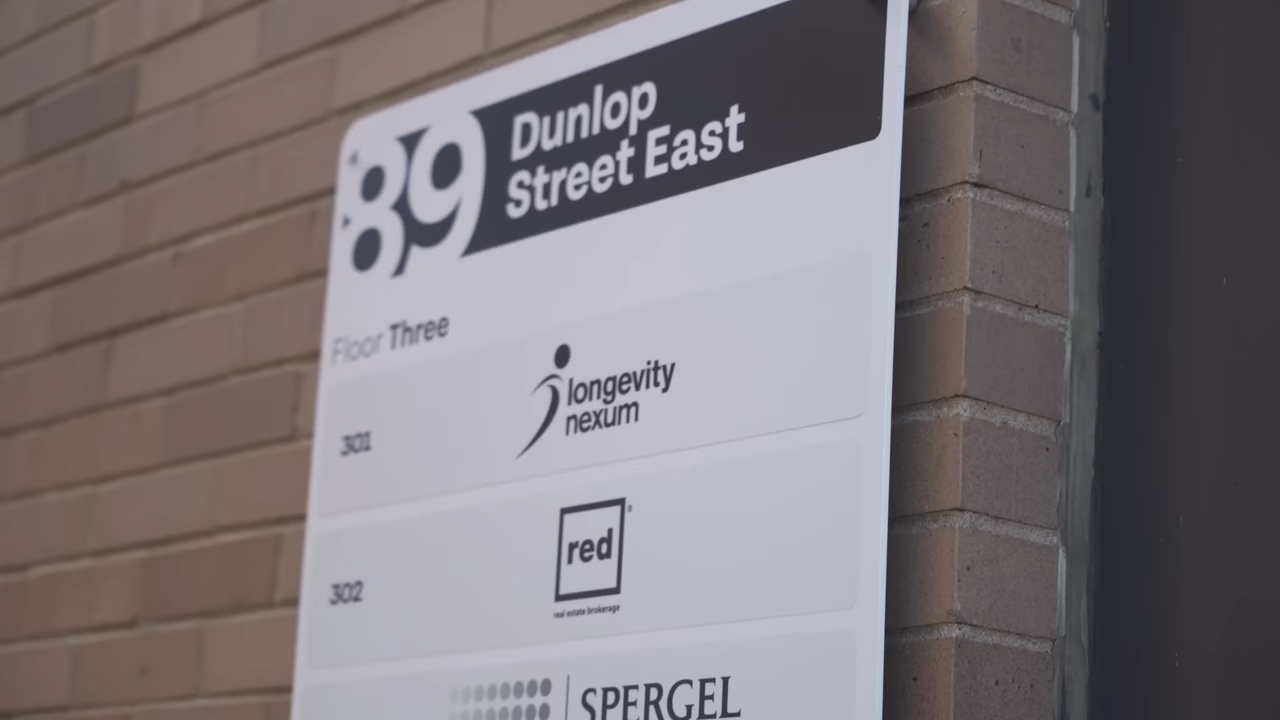 89
Dunlop
Street East
Floor Three
301
longevity
nexum
302
red
real estate brokerage
SPERGEL